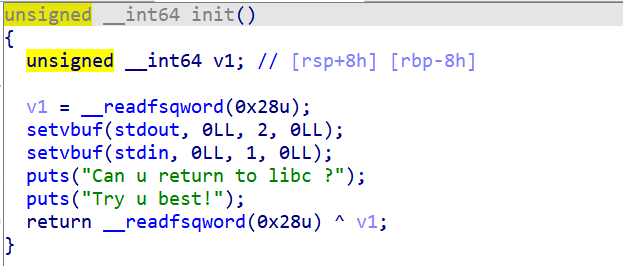 unsigned __int64 init()
{
unsigned __int64 v1; // [rsp+8h] [rbp-8h]
v1 = __readfsqword(0x28u);
setvbuf(stdout, 0LL, 2, 0LL);
setvbuf(stdin, 0LL, 1, 0LL);
puts("Can u return to libc ?");
puts("Try u best!");
return __readfsqword(0x28u) ^ v1;
}